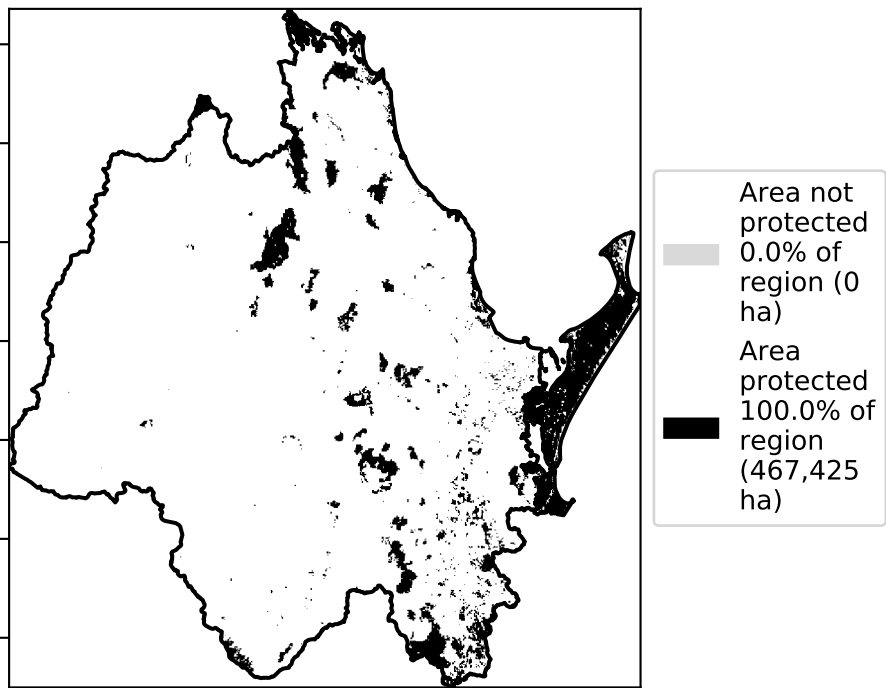 Area not
protected
0.0% of
region (0
ha)
Area
protected
100.0% of
region
(467,425
ha)